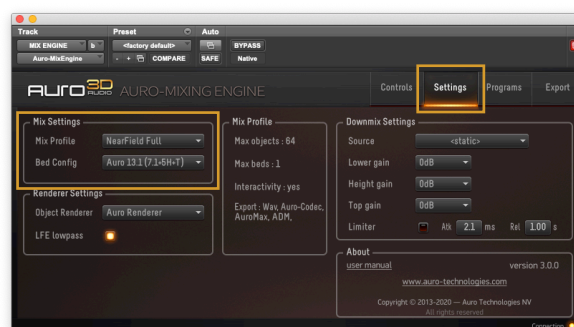 Track
Preset
Auto
MIX ENGINE
b
<factory default>
BYPASS
Auro-MixEngine
- +
COMPARE
SAFE
Native
AURO 3D AUDIO
AURO-MIXING ENGINE
Controls
Settings
Programs
Export
Mix Settings
Mix Profile
NearField Full
Bed Config
Auro 13.1 (7.1+5H+T)
Renderer Settings
Object Renderer
Auro Renderer
LFE lowpass
Mix Profile
Max objects : 64
Max beds : 1
Interactivity : yes
Export : Wav, Auro-Codec,
AuroMax, ADM,
Downmix Settings
Source
<static>
Lower gain
0dB
Height gain
0dB
Top gain
0dB
Limiter
Atk 2.1 ms
Rel 1.00 s
About
user manual
version 3.0.0
www.auro-technologies.com
Copyright © 2013-2020 — Auro Technologies NV
All rights reserved
Connection